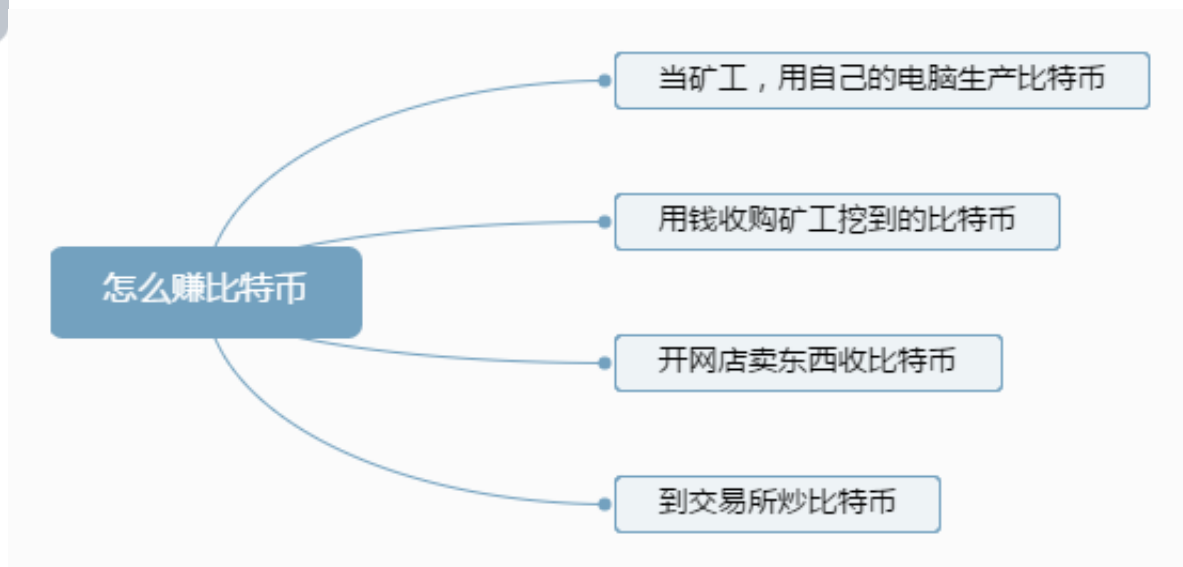 当矿工，用自己的电脑生产比特币
用钱收购矿工挖到的比特币
怎么赚比特币
开网店卖东西收比特币
到交易所炒比特币